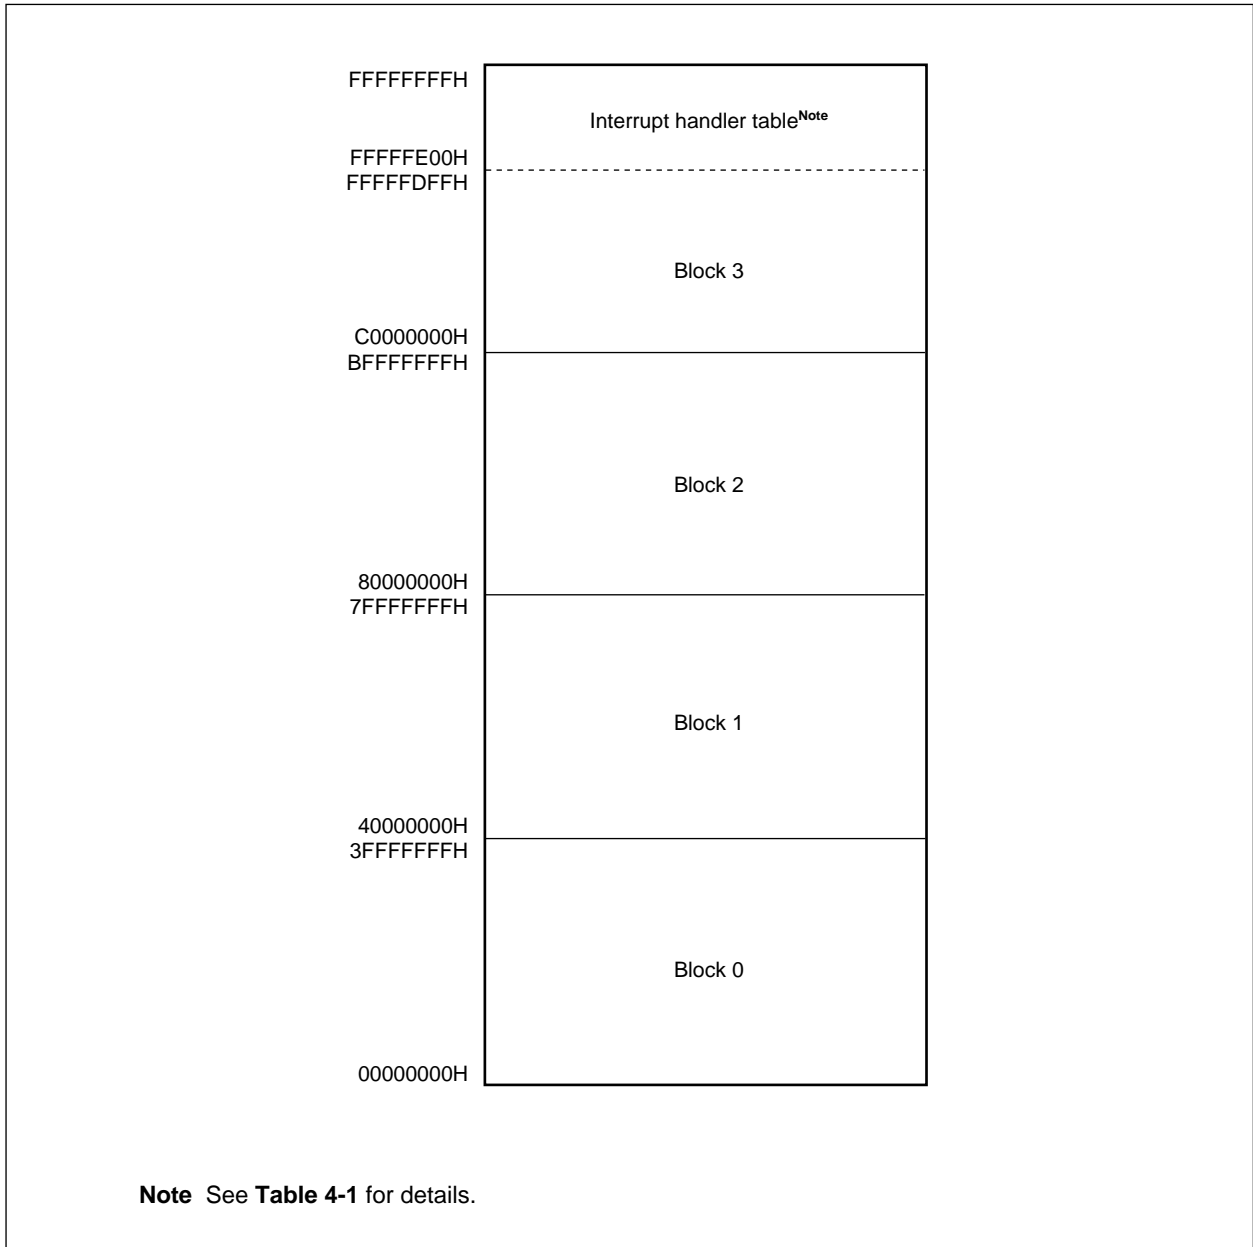 FFFFFFFFH
Interrupt handler tableNote
FFFFFE00H
FFFFFDFFH
Block 3
C0000000H
BFFFFFFFH
Block 2
80000000H
7FFFFFFFH
Block 1
40000000H
3FFFFFFFH
Block 0
00000000H
Note See Table 4-1 for details.